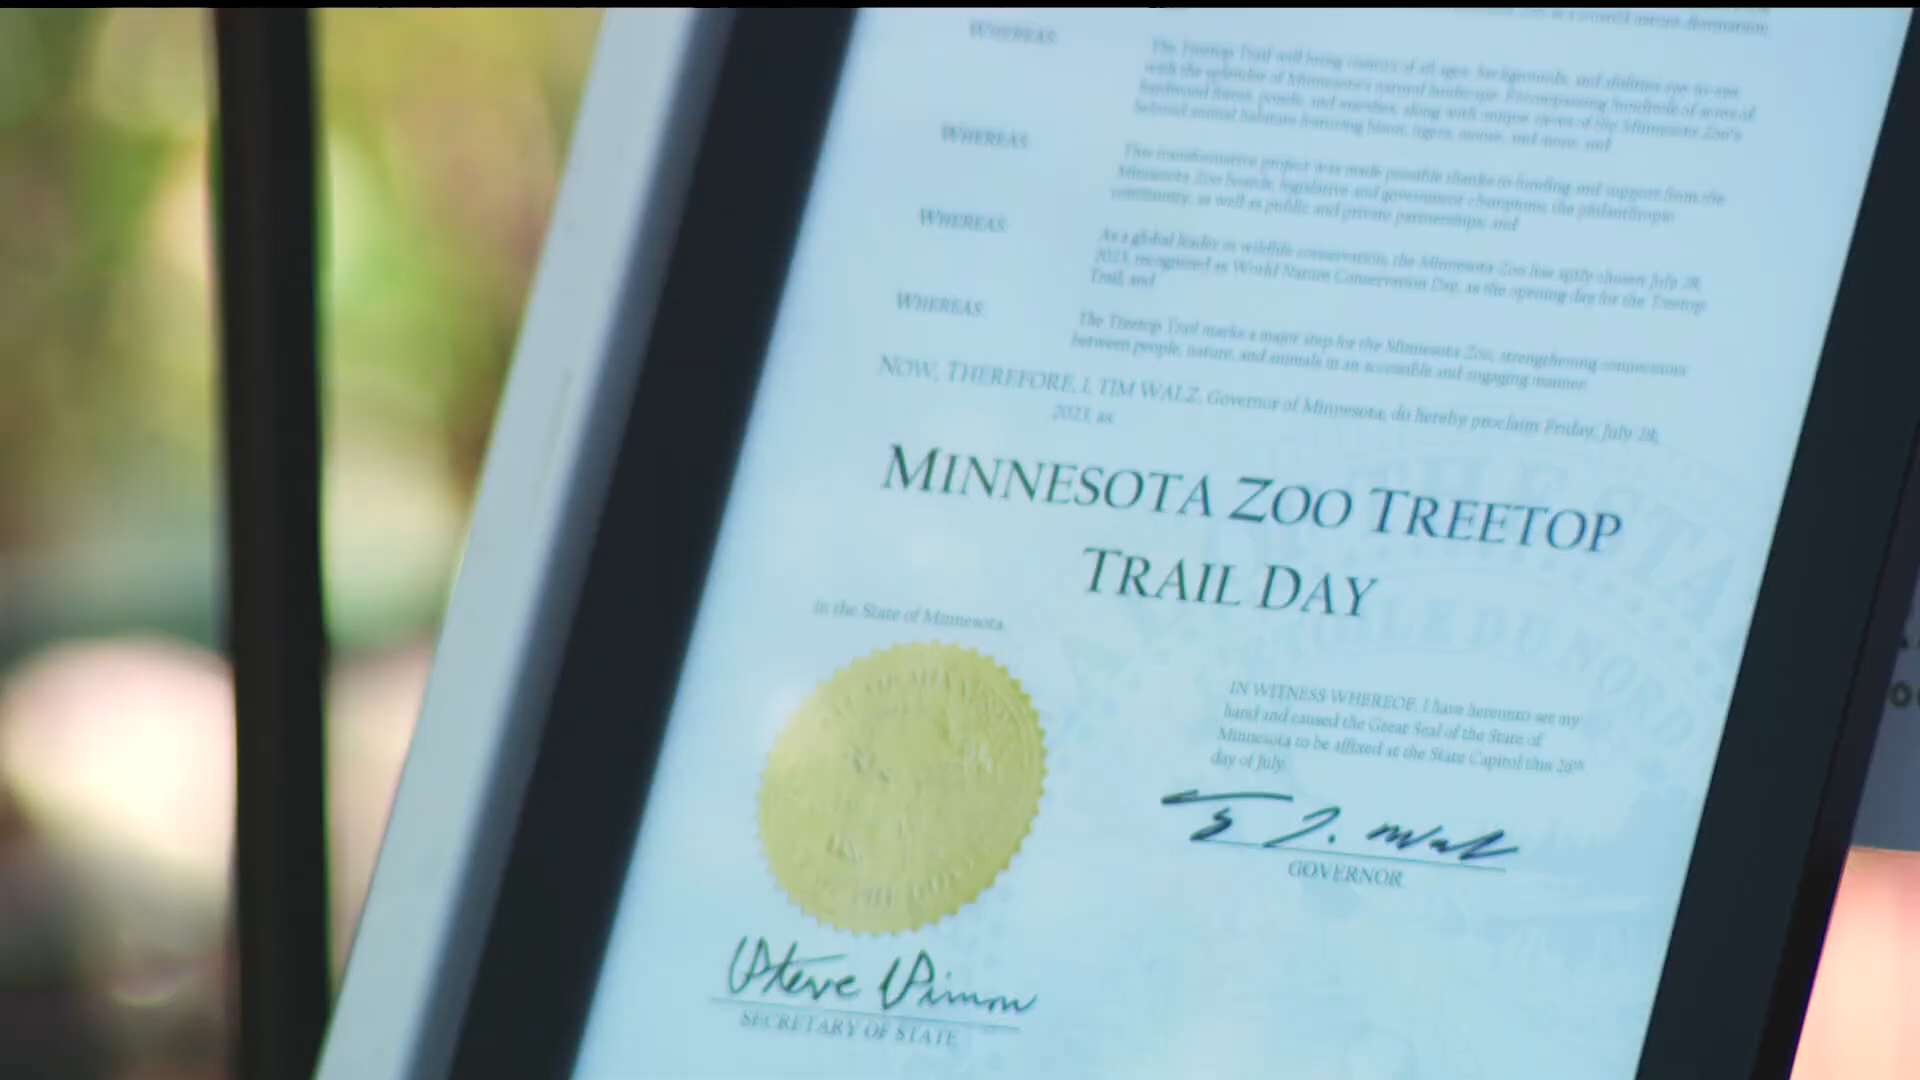 WHEREAS:
The Treetop Trail will bring visitors of all ages, backgrounds, and abilities eye-to-eye
with the splendor of Minnesota's natural landscape. Encompassing hundreds of acres of
hardwood forest, ponds, and marshes, along with unique views of the Minnesota Zoo's
beloved animal habitats featuring bison, tigers, moose, and more; and
WHEREAS:
This transformative project was made possible thanks to funding and support from the
Minnesota Zoo boards, legislative and government champions, the philanthropic
community, as well as public and private partnerships; and
WHEREAS:
As a global leader in wildlife conservation, the Minnesota Zoo has aptly chosen July 28,
2023, recognized as World Nature Conservation Day, as the opening day for the Treetop
Trail; and
WHEREAS:
The Treetop Trail marks a major step for the Minnesota Zoo, strengthening connections
between people, nature, and animals in an accessible and engaging manner.
NOW, THEREFORE, I, TIM WALZ, Governor of Minnesota, do hereby proclaim Friday, July 28,
2023, as:
MINNESOTA ZOO TREETOP
TRAIL DAY
in the State of Minnesota.
L'ETOILE DU NORD
IN WITNESS WHEREOF, I have hereunto set my
hand and caused the Great Seal of the State of
Minnesota to be affixed at the State Capitol this 28th
day of July.
GOVERNOR
Steve Simon
SECRETARY OF STATE